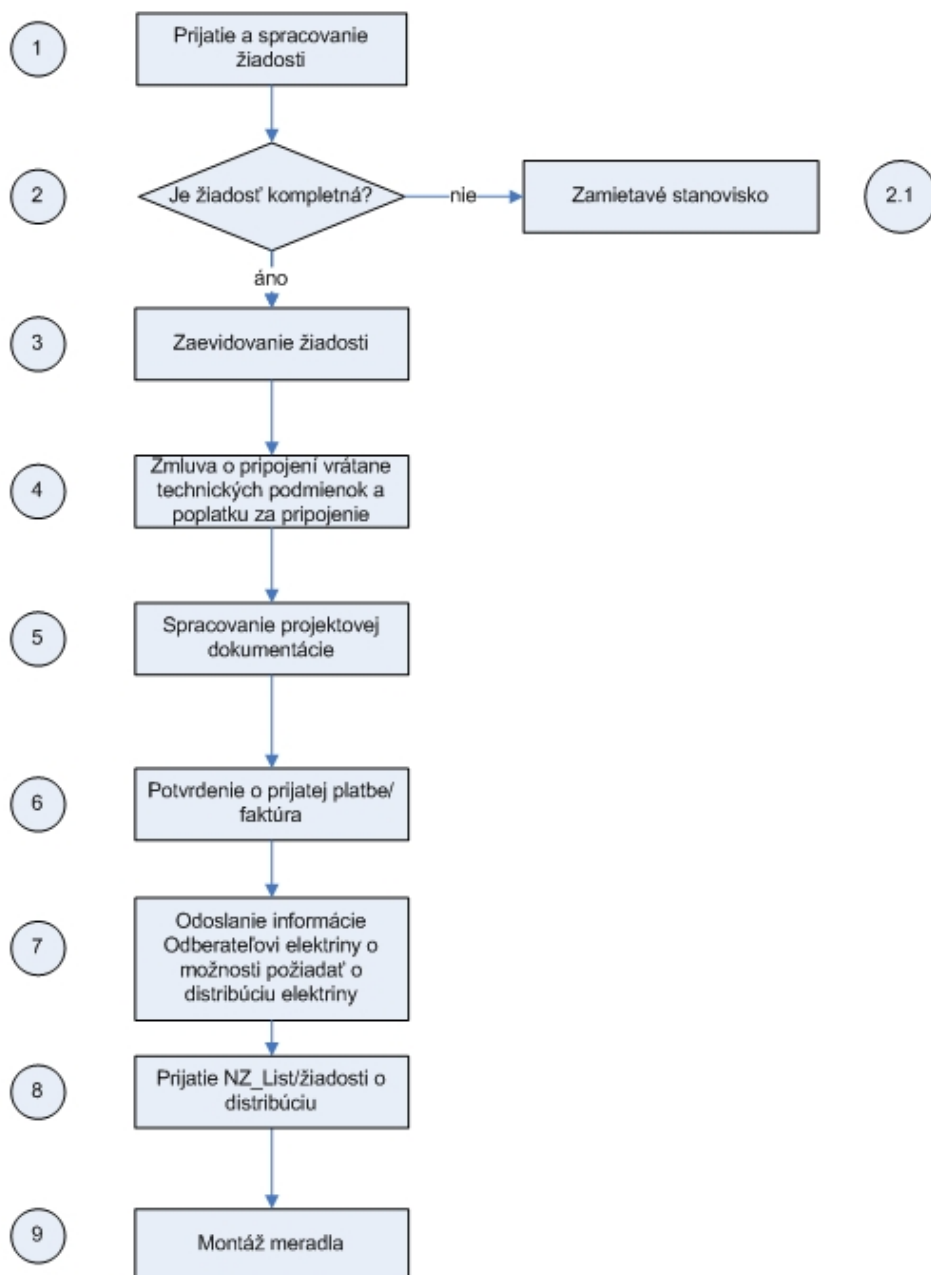 1
Prijatie a spracovanie
žiadosti
2
Je žiadosť kompletná?
nie
Zamietavé stanovisko
2.1
áno
3
Zaevidovanie žiadosti
4
Zmluva o pripojení vrátane
technických podmienok a
poplatku za pripojenie
5
Spracovanie projektovej
dokumentácie
6
Potvrdenie o prijatej platbe/
faktúra
7
Odoslanie informácie
Odberateľovi elektriny o
možnosti požiadať o
distribúciu elektriny
8
Prijatie NZ_List/žiadosti o
distribúciu
9
Montáž meradla